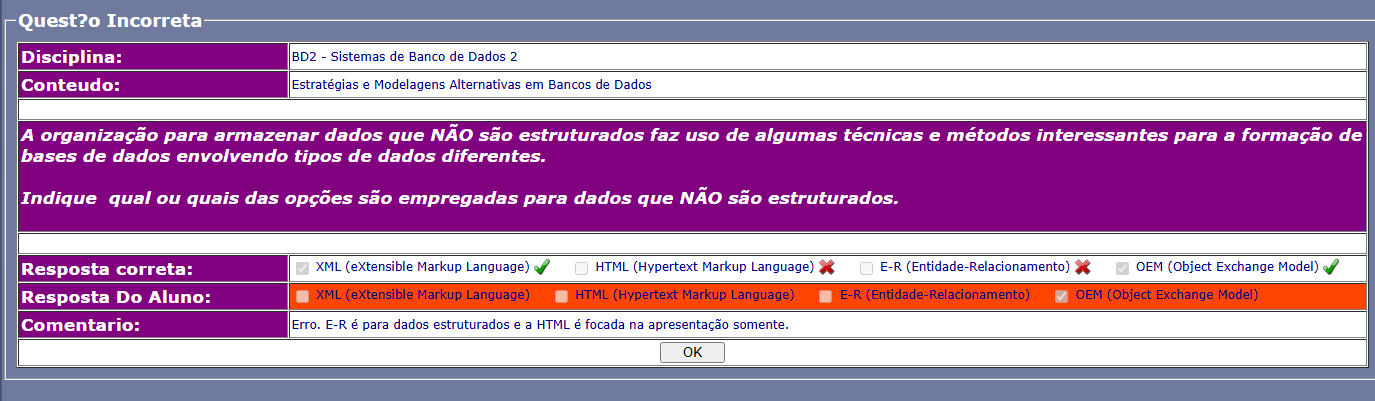 Quest?o Incorreta
Disciplina: BD2 - Sistemas de Banco de Dados 2
Conteudo: Estratégias e Modelagens Alternativas em Bancos de Dados
A organização para armazenar dados que NÃO são estruturados faz uso de algumas técnicas e métodos interessantes para a formação de
bases de dados envolvendo tipos de dados diferentes.
Indique qual ou quais das opções são empregadas para dados que NÃO são estruturados.
Resposta correta: XML (eXtensible Markup Language) HTML (Hypertext Markup Language) E-R (Entidade-Relacionamento) OEM (Object Exchange Model)
Resposta Do Aluno: XML (eXtensible Markup Language) HTML (Hypertext Markup Language) E-R (Entidade-Relacionamento) OEM (Object Exchange Model)
Comentario: Erro. E-R é para dados estruturados e a HTML é focada na apresentação somente.
OK